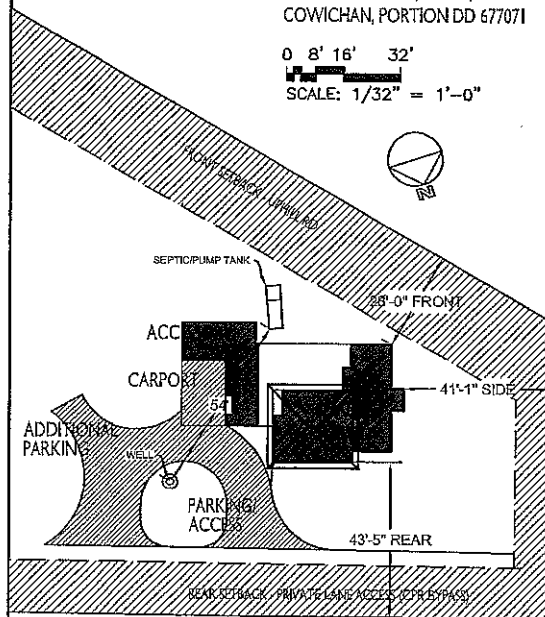 COWICHAN, PORTION DD 67707I
0 8' 16' 32'
SCALE: 1/32" = 1'-0"
FRONT SETBACK - UPHILL RD
N
SEPTIC/PUMP TANK
28'-0" FRONT
ACC
CARPORT
41'-1" SIDE
54'
ADDITIONAL
PARKING
WELL
PARKING/
ACCESS
43'-5" REAR
REAR SETBACK - PRIVATE LANE ACCESS (CPR BYPASS)